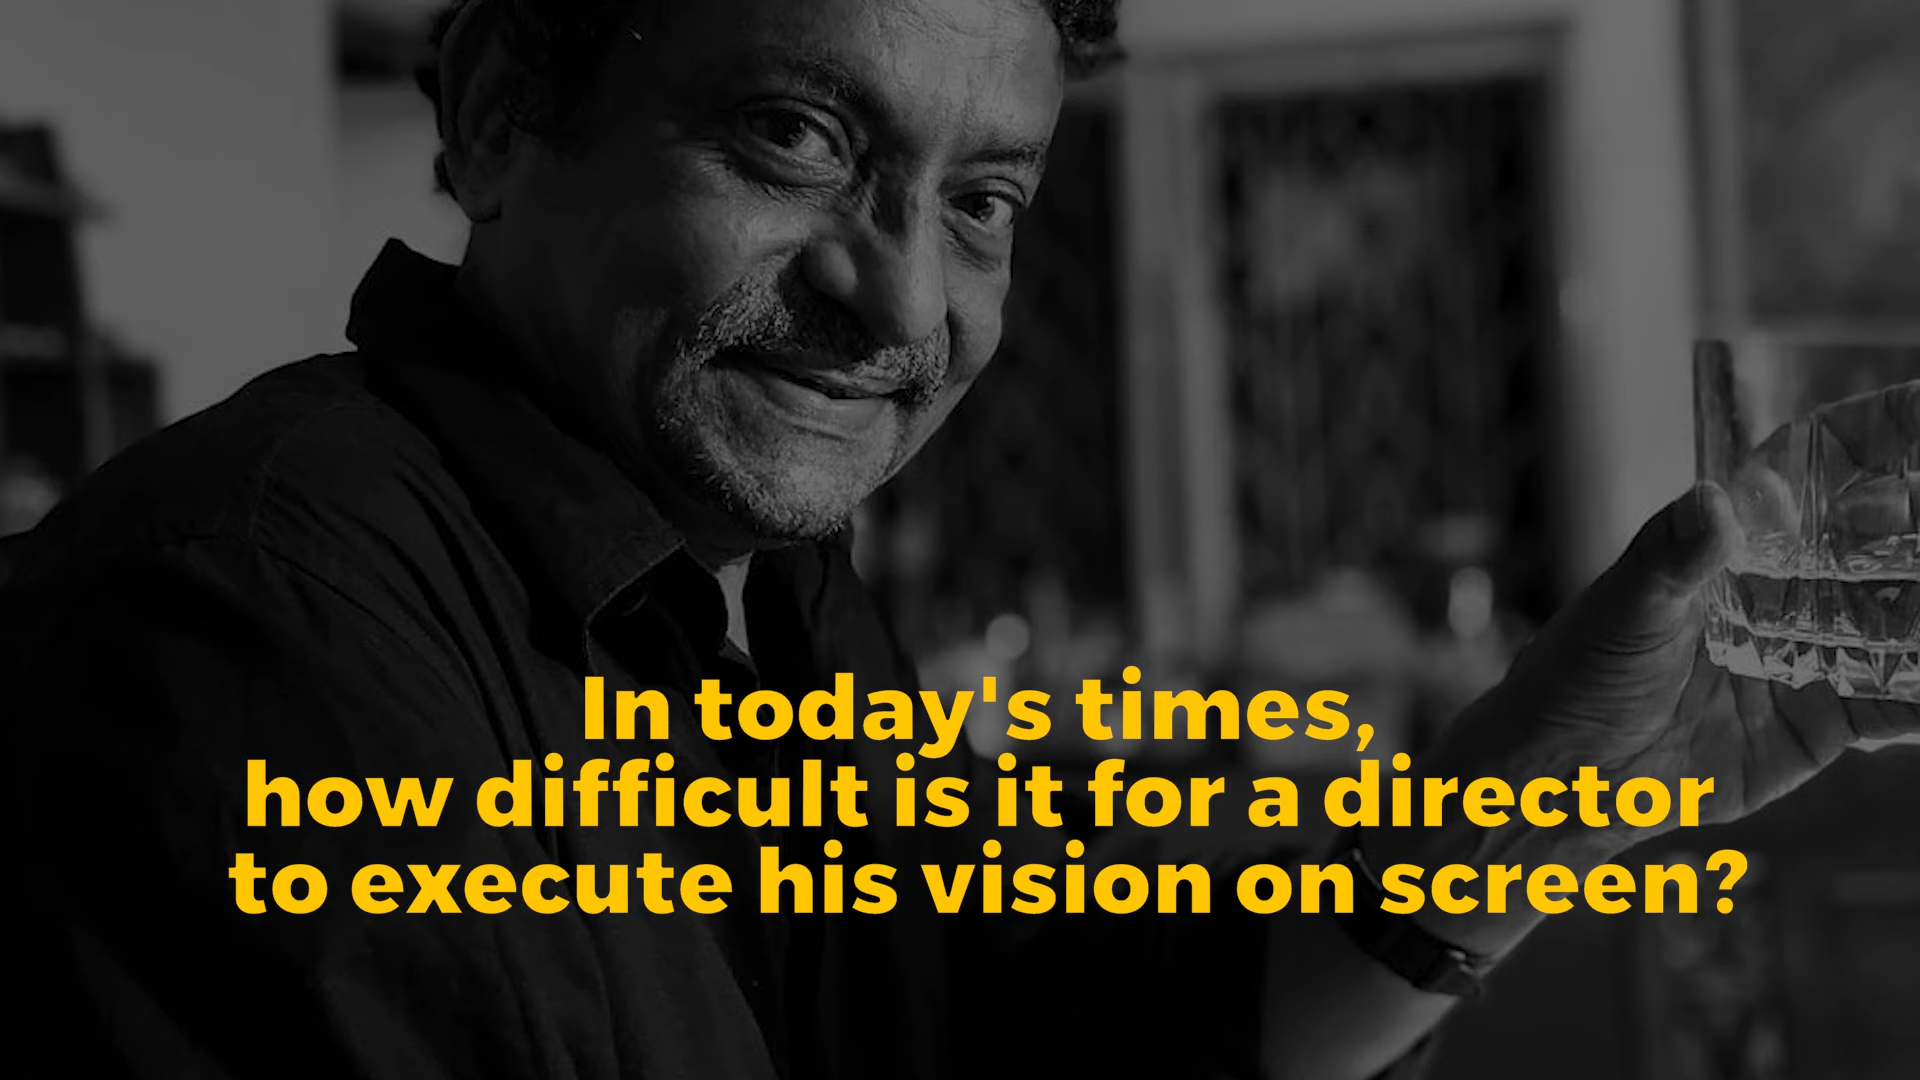 In today's times,
how difficult is it for a director
to execute his vision on screen?